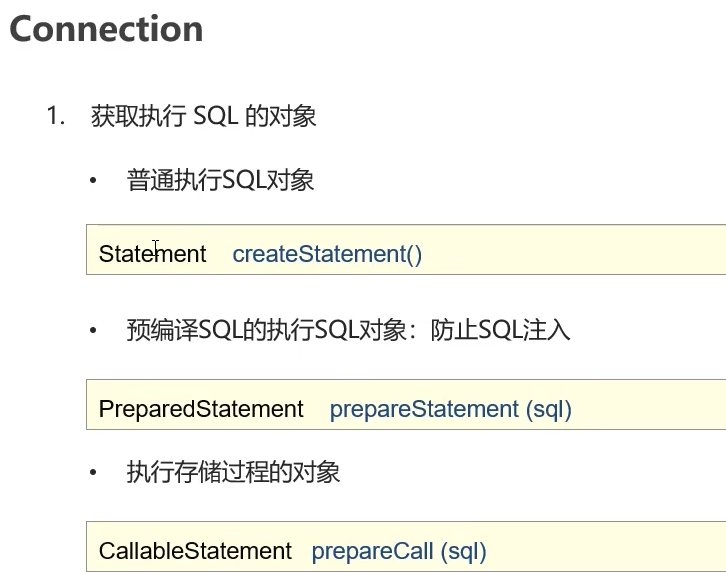 Connection
1. 获取执行 SQL 的对象
• 普通执行SQL对象
Statement createStatement()
• 预编译SQL的执行SQL对象：防止SQL注入
PreparedStatement prepareStatement (sql)
• 执行存储过程的对象
CallableStatement prepareCall (sql)